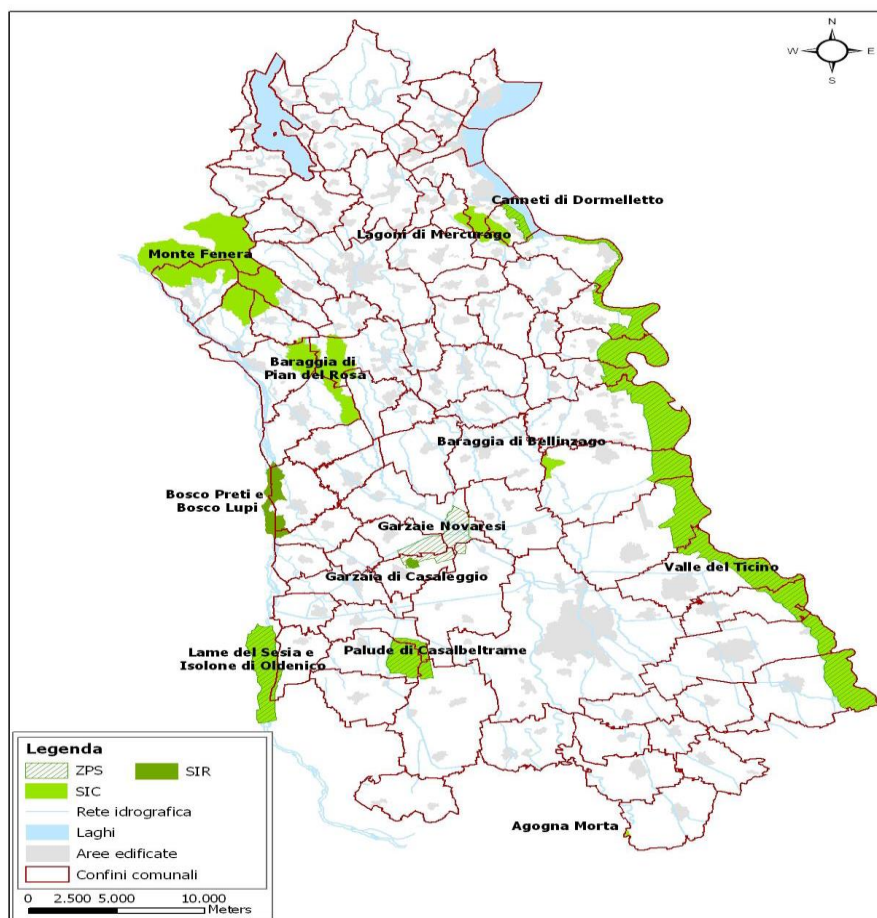 N
W E
S
Canneti di Dormelletto
Lagoni di Mercurago
Monte Fenera
Baraggia di
Pian del Rosa
Baraggia di Bellinzago
Bosco Preti e
Bosco Lupi
Garzaie Novaresi
Valle del Ticino
Garzaia di Casaleggio
Lame del Sesia e
Isolone di Oldenico
Palude di Casalbeltrame
Agogna Morta
Legenda
ZPS SIR
SIC
Rete idrografica
Laghi
Aree edificate
Confini comunali
0 2.500 5.000 10.000
Meters